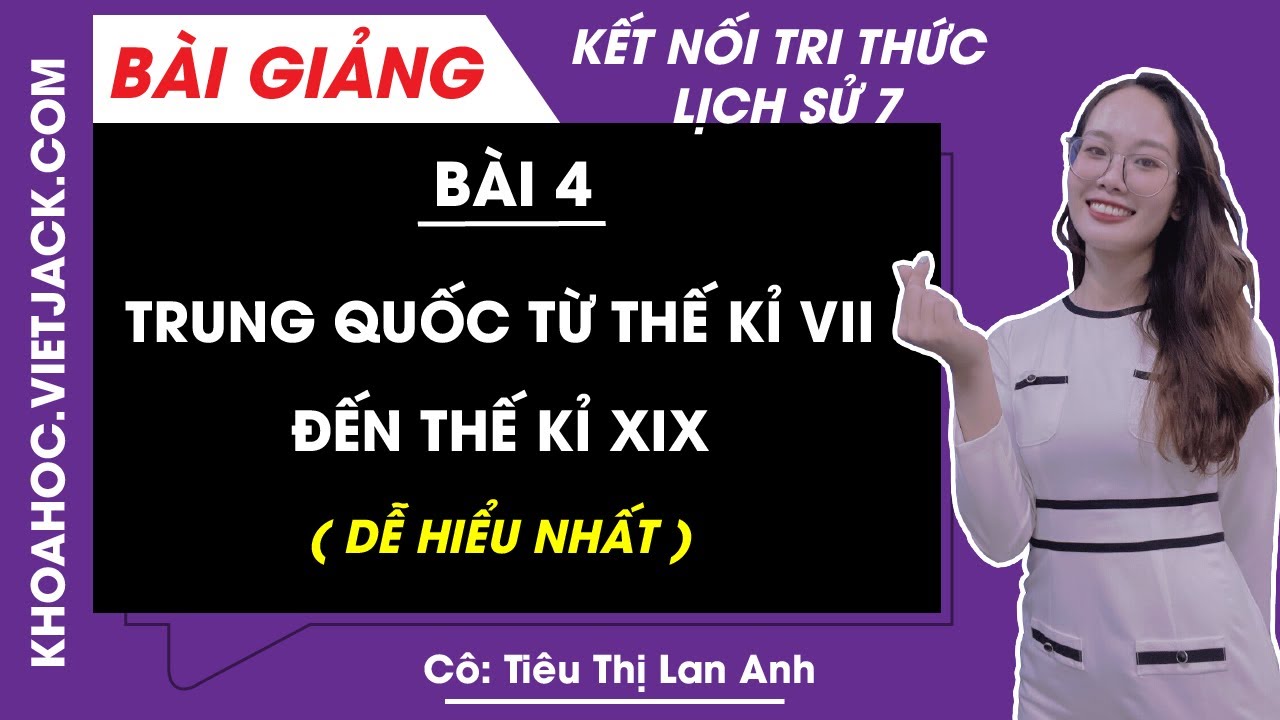 BÀI GIẢNG
KẾT NỐI TRI THỨC
LỊCH SỬ 7
BÀI 4
TRUNG QUỐC TỪ THẾ KỈ VII
ĐẾN THẾ KỈ XIX
( DỄ HIỂU NHẤT )
Cô: Tiêu Thị Lan Anh
KHOAHOC.VIETJACK.COM